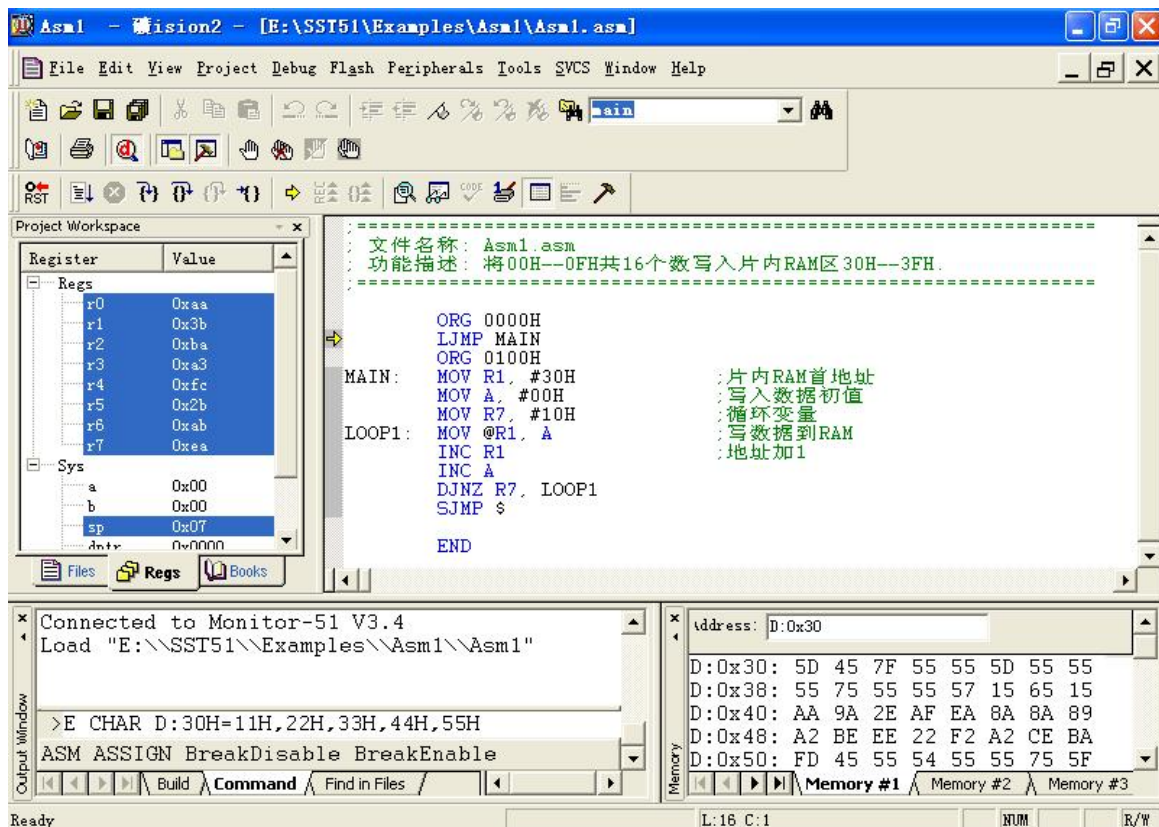 Asm1 - 礦ision2 - [E:\SST51\Examples\Asm1\Asm1.asm]
File Edit View Project Debug Flash Peripherals Tools SVCS Window Help
main
RST
CODE
Project Workspace
Register Value
Regs
r0 0xaa
r1 0x3b
r2 0xba
r3 0xa3
r4 0xfc
r5 0x2b
r6 0xab
r7 0xea
Sys
a 0x00
b 0x00
sp 0x07
dptr 0x0000
Files Regs Books
;=============================================================
; 文件名称: Asm1.asm
; 功能描述: 将00H--0FH共16个数写入片内RAM区30H--3FH.
;=============================================================
ORG 0000H
LJMP MAIN
ORG 0100H
MAIN: MOV R1, #30H ;片内RAM首地址
MOV A, #00H ;写入数据初值
MOV R7, #10H ;循环变量
LOOP1: MOV @R1, A ;写数据到RAM
INC R1 ;地址加1
INC A
DJNZ R7, LOOP1
SJMP $
END
Connected to Monitor-51 V3.4
Load "E:\\SST51\\Examples\\Asm1\\Asm1"
>E CHAR D:30H=11H,22H,33H,44H,55H
ASM ASSIGN BreakDisable BreakEnable
Output Window
Build Command Find in Files
Address: D:0x30
D:0x30: 5D 45 7F 55 55 5D 55 55
D:0x38: 55 75 55 55 57 15 65 15
D:0x40: AA 9A 2E AF EA 8A 8A 89
D:0x48: A2 BE EE 22 F2 A2 CE BA
D:0x50: FD 45 55 54 55 55 75 5F
Memory
Memory #1 Memory #2 Memory #3
Ready L:16 C:1 NUM R/W